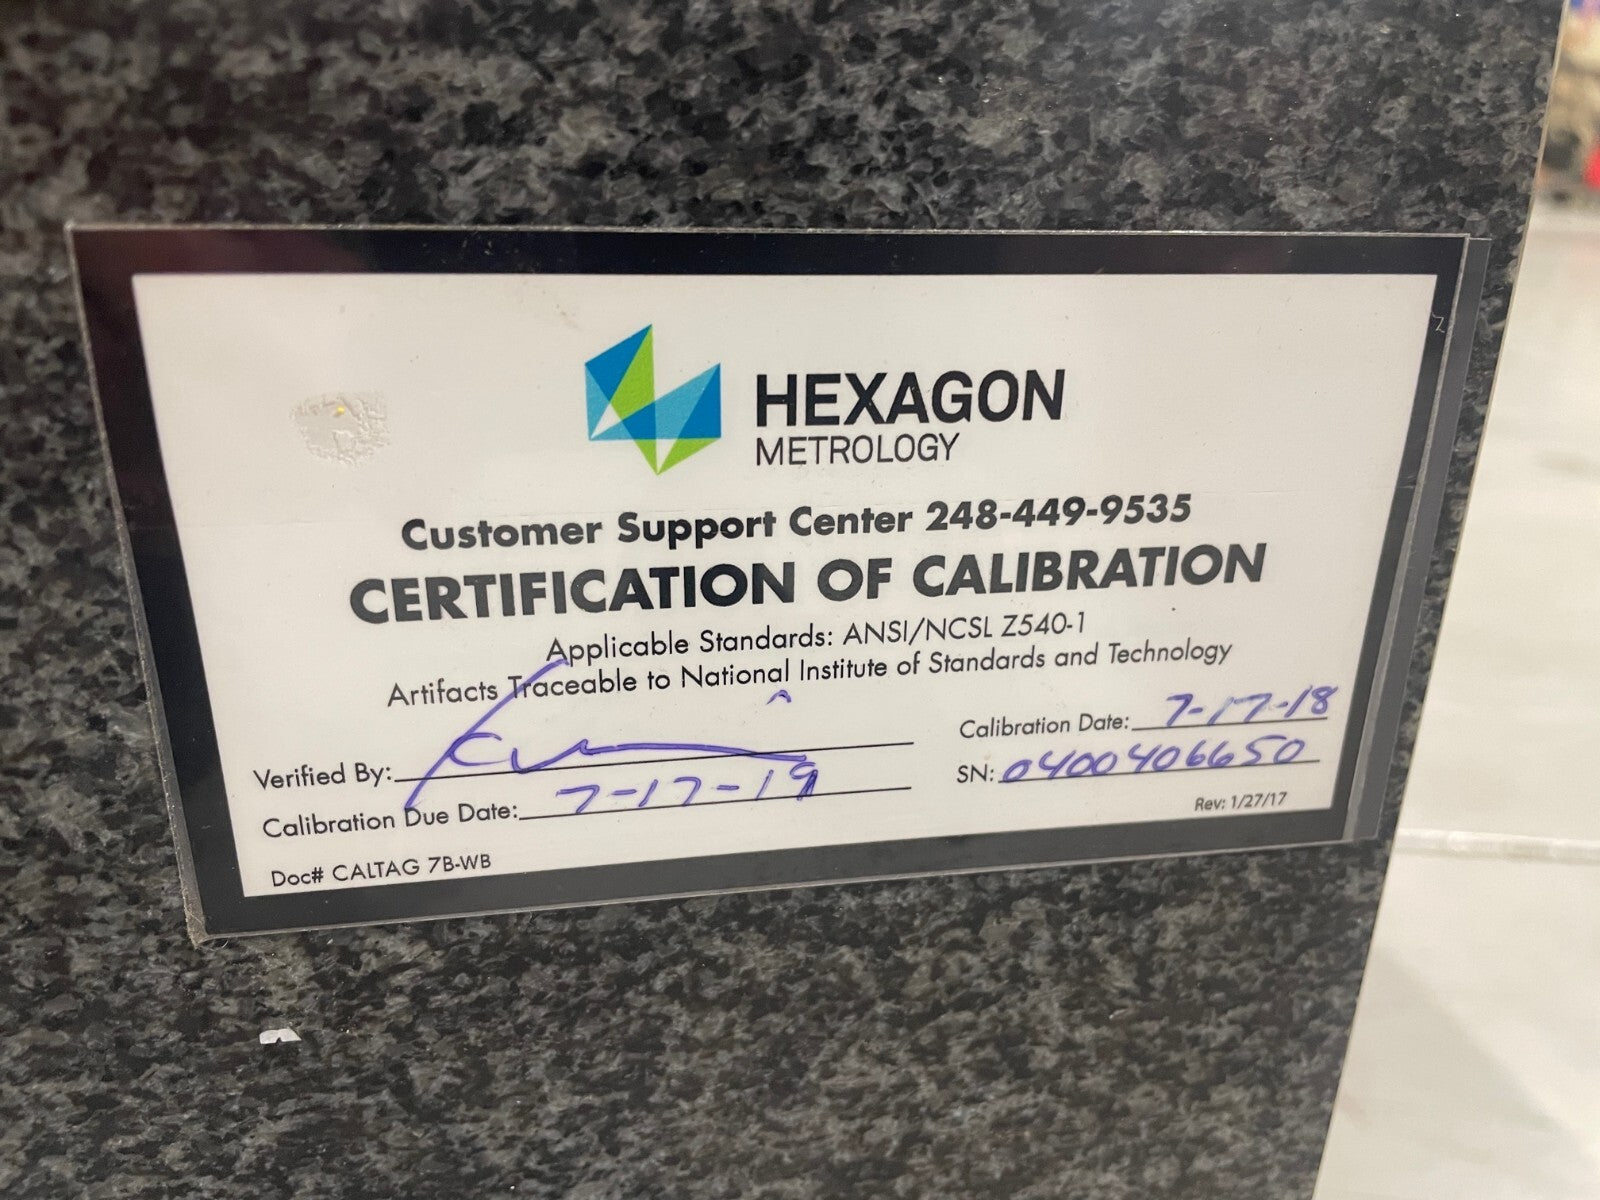 HEXAGON
METROLOGY
Customer Support Center 248-449-9535
CERTIFICATION OF CALIBRATION
Applicable Standards: ANSI/NCSL Z540-1
Artifacts Traceable to National Institute of Standards and Technology
Verified By:
Calibration Date: 7-17-18
Calibration Due Date: 7-17-19
SN: 0400406650
Doc# CALTAG 7B-WB
Rev: 1/27/17